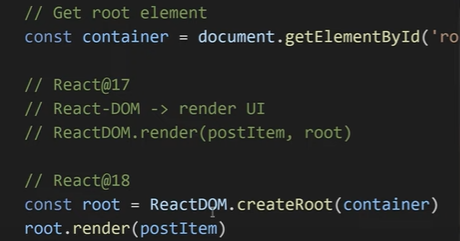 // Get root element
const container = document.getElementById('ro
// React@17
// React-DOM -> render UI
// ReactDOM.render(postItem, root)
// React@18
const root = ReactDOM.createRoot(container)
root.render(postItem)